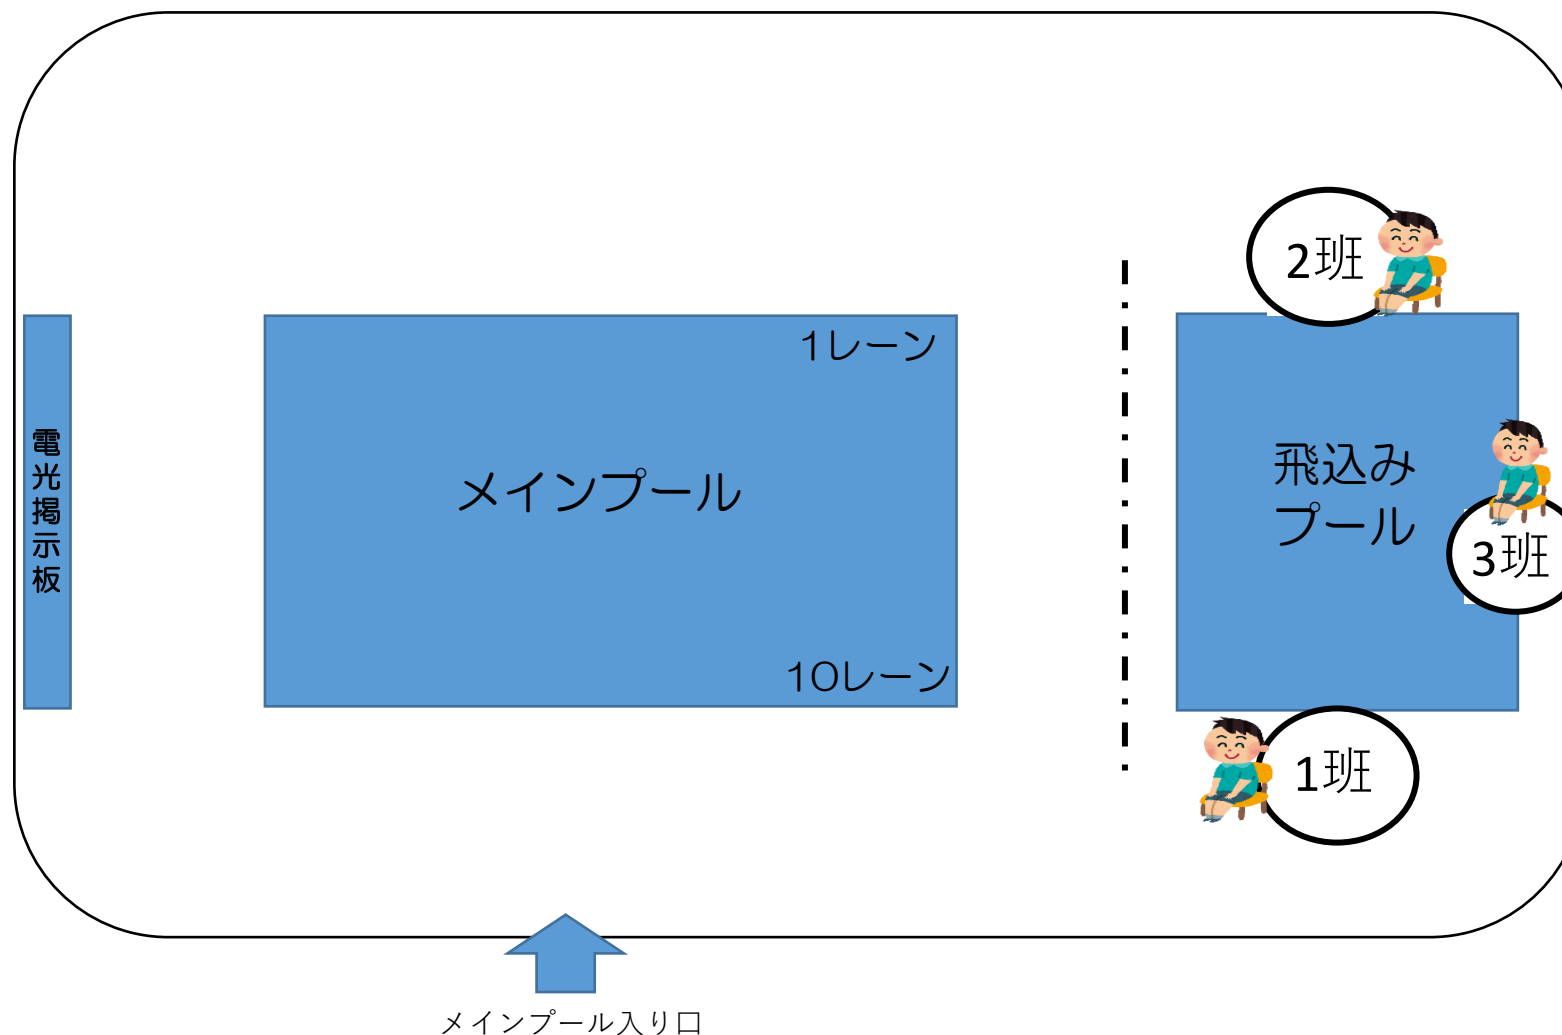 2班
1レーン
電光掲示板
メインプール
飛込み
プール
3班
10レーン
1班
メインプール入り口